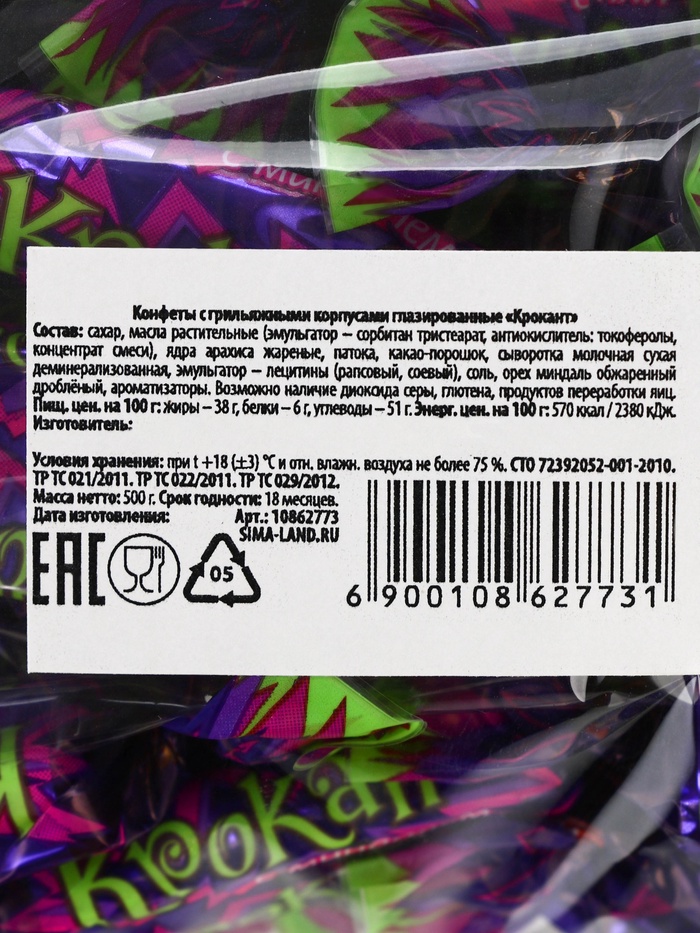 Конфеты с грильяжными корпусами глазированные «Крокант»
Состав: сахар, масла растительные (эмульгатор – сорбитан тристеарат, антиокислитель: токоферолы,
концентрат смеси), ядра арахиса жареные, патока, какао-порошок, сыворотка молочная сухая
деминерализованная, эмульгатор – лецитины (рапсовый, соевый), соль, орех миндаль обжаренный
дроблёный, ароматизаторы. Возможно наличие диоксида серы, глютена, продуктов переработки яиц.
Пищ. цен. на 100 г: жиры – 38 г, белки – 6 г, углеводы – 51 г. Энерг. цен. на 100 г: 570 ккал / 2380 кДж.
Изготовитель:
Условия хранения: при t +18 (±3) °С и отн. влажн. воздуха не более 75 %. СТО 72392052-001-2010.
ТР ТС 021/2011. ТР ТС 022/2011. ТР ТС 029/2012.
Масса нетто: 500 г. Срок годности: 18 месяцев.
Дата изготовления: Арт.: 10862773
SIMA-LAND.RU
EAC
05
6 900108 627731
Крокан